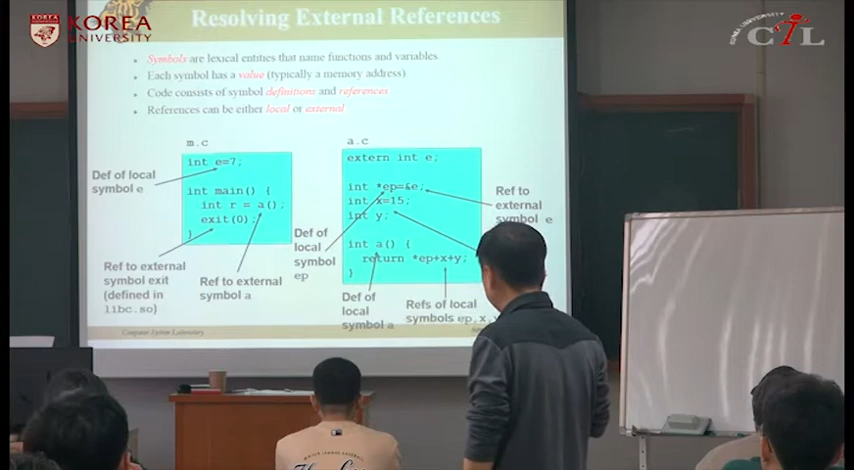 KOREA
UNIVERSITY
Resolving External References
KOREA UNIVERSITY
CIL
Symbols are lexical entities that name functions and variables
Each symbol has a value (typically a memory address)
Code consists of symbol definitions and references
References can be either local or external
m.c
int e=7;
int main() {
int r = a();
exit(0);
}
Def of local
symbol e
Ref to external
symbol exit
(defined in
libc.so)
Ref to external
symbol a
a.c
extern int e;
int *ep=&e;
int x=15;
int y;
int a() {
return *ep+x+y;
}
Def of
local
symbol
ep
Ref to
external
symbol e
Def of
local
symbol a
Refs of local
symbols ep,x,
Computer System Laboratory